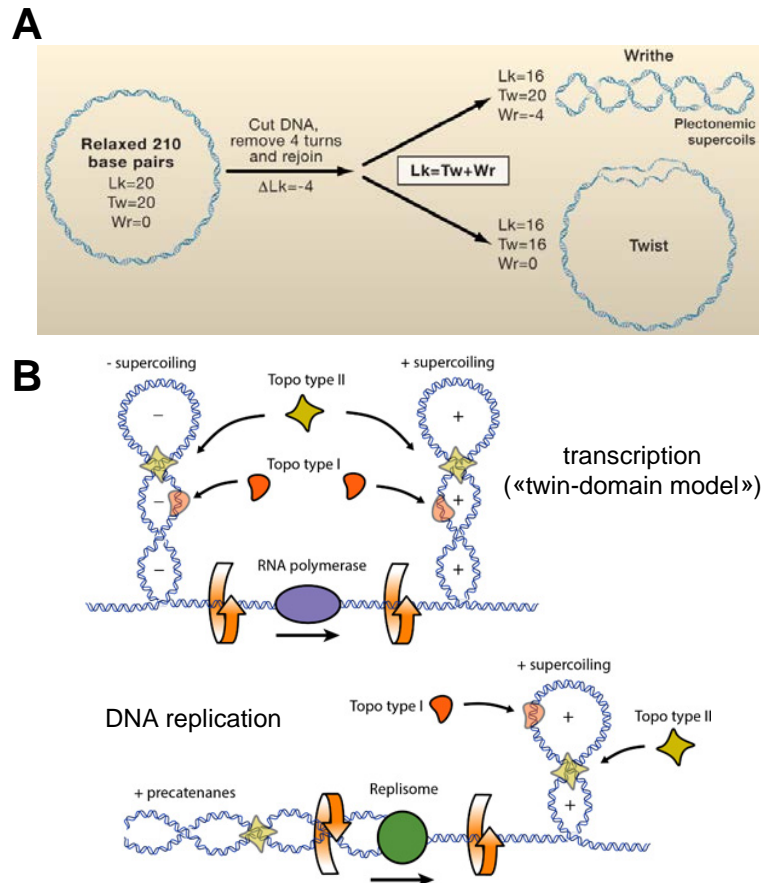 A
Relaxed 210
base pairs
Lk=20
Tw=20
Wr=0
Cut DNA,
remove 4 turns
and rejoin
ΔLk=-4
Lk=Tw+Wr
Lk=16
Tw=20
Wr=-4
Writhe
Plectonemic
supercoils
Lk=16
Tw=16
Wr=0
Twist
B
- supercoiling
Topo type II
+ supercoiling
−
+
Topo type I
−
+
transcription
(«twin-domain model»)
−
RNA polymerase
+
+ supercoiling
DNA replication
Topo type I
+
Topo type II
+ precatenanes
Replisome
+